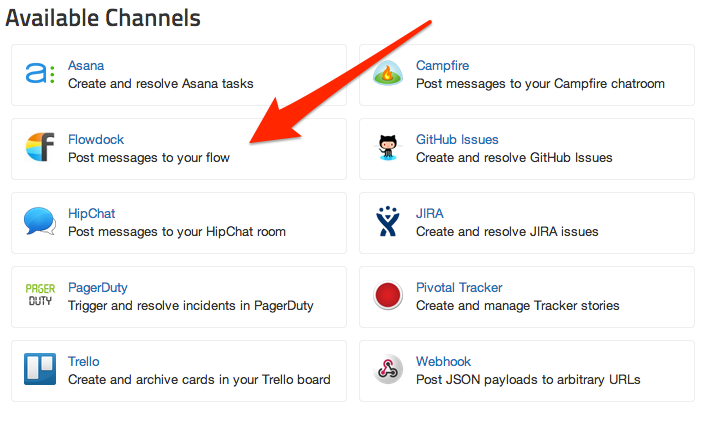 Available Channels
Asana
Create and resolve Asana tasks
Campfire
Post messages to your Campfire chatroom
Flowdock
Post messages to your flow
GitHub Issues
Create and resolve GitHub Issues
HipChat
Post messages to your HipChat room
JIRA
Create and resolve JIRA issues
PAGER
DUTY
PagerDuty
Trigger and resolve incidents in PagerDuty
Pivotal Tracker
Create and manage Tracker stories
Trello
Create and archive cards in your Trello board
Webhook
Post JSON payloads to arbitrary URLs